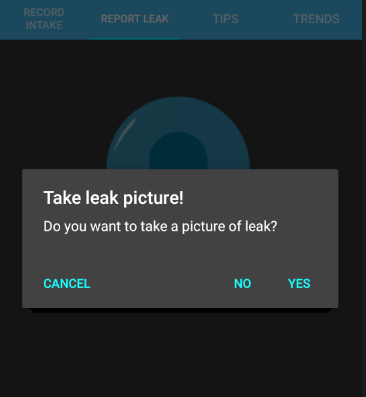 RECORD
INTAKE
REPORT LEAK
TIPS
TRENDS
Take leak picture!
Do you want to take a picture of leak?
CANCEL
NO
YES